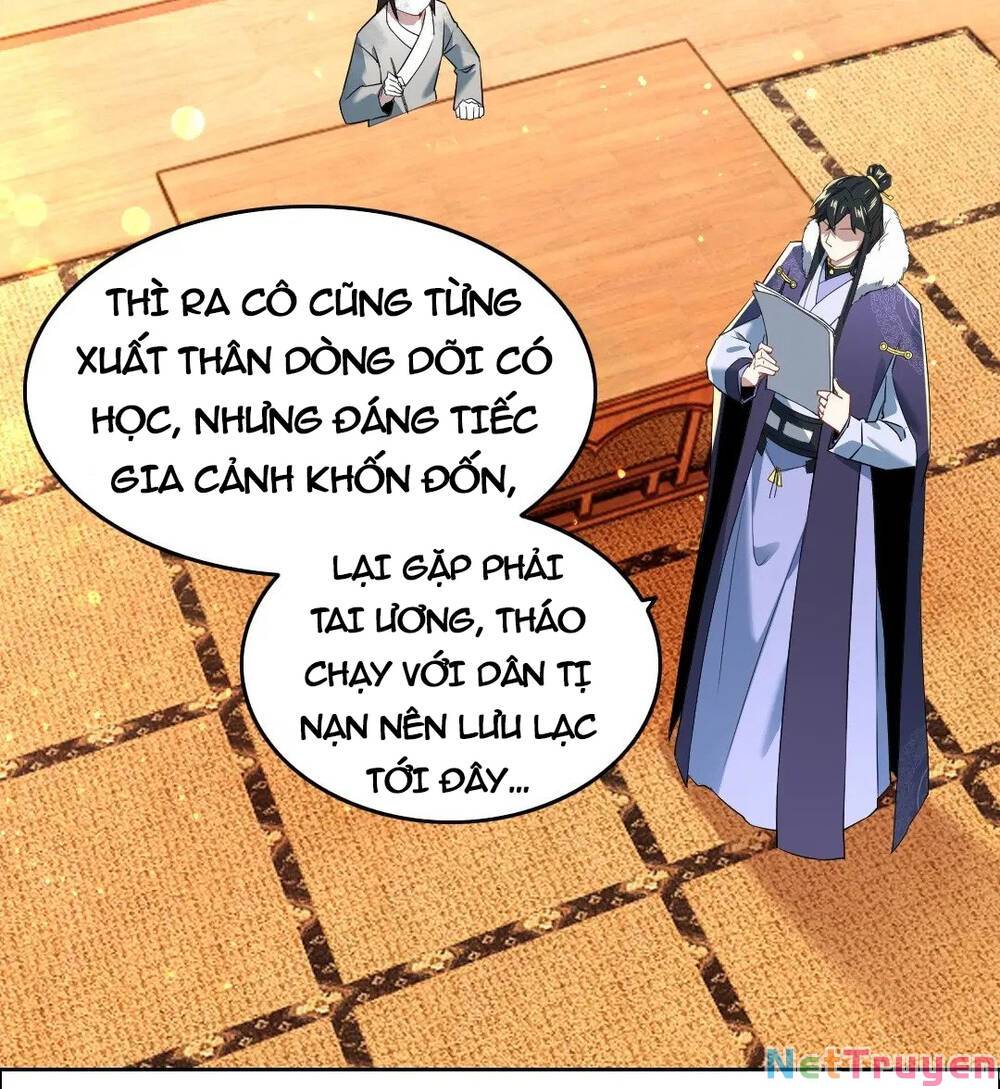 THÌ RA CÔ CŨNG TỪNG
XUẤT THÂN DÒNG DÕI CÓ
HỌC, NHƯNG ĐÁNG TIẾC
GIA CẢNH KHỐN ĐỐN,
LẠI GẶP PHẢI
TAI ƯƠNG, THÁO
CHẠY VỚI DÂN TỊ
NẠN NÊN LƯU LẠC
TỚI ĐÂY...
NetTruyen